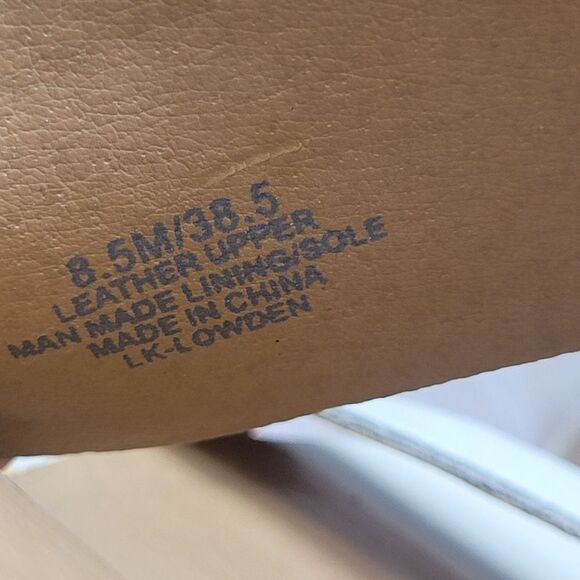 8.5M/38.5
LEATHER UPPER
MAN MADE LINING/SOLE
MADE IN CHINA
LK-LOWDEN